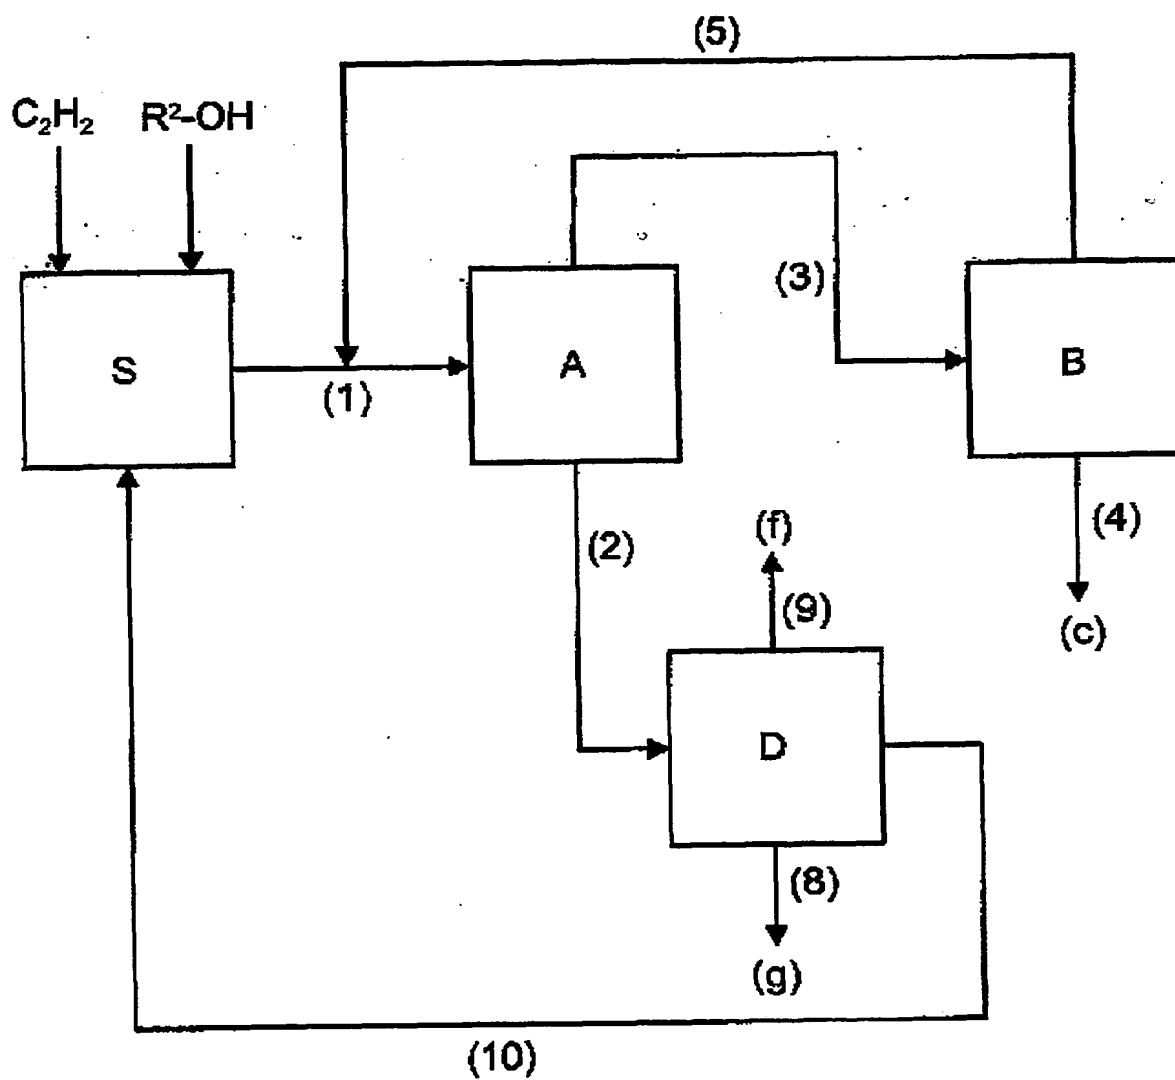 (5)
C₂H₂
R²-OH
S
(1)
A
(3)
B
(2)
(4)
(f)
(9)
(c)
D
(8)
(g)
(10)